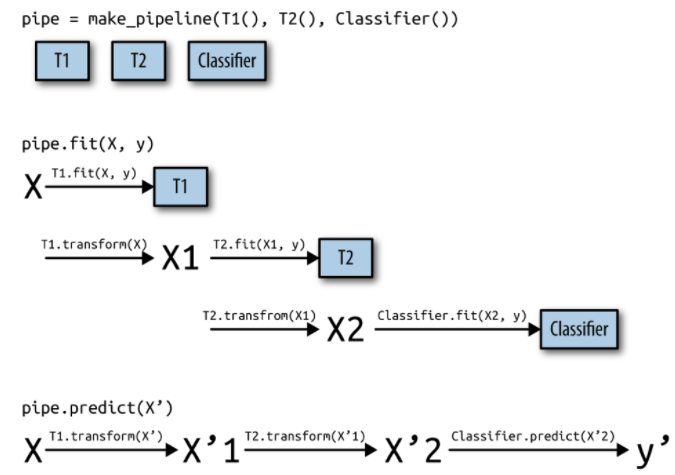 pipe = make_pipeline(T1(), T2(), Classifier())
T1 T2 Classifier
pipe.fit(X, y)
X T1.fit(X, y) T1
T1.transform(X) X1 T2.fit(X1, y) T2
T2.transfrom(X1) X2 Classifier.fit(X2, y) Classifier
pipe.predict(X’)
X T1.transform(X’) X’1 T2.transform(X’1) X’2 Classifier.predict(X’2) y’